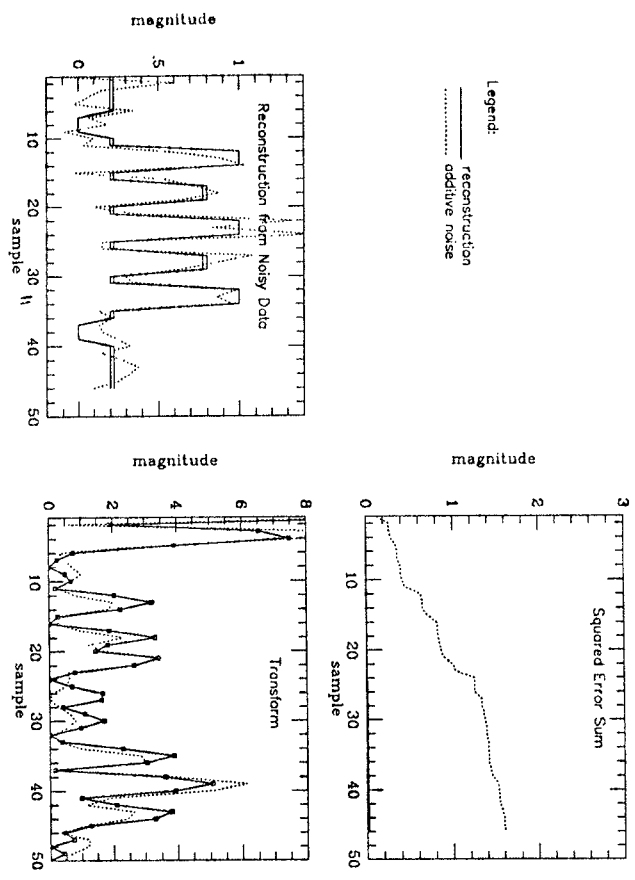 Legend:
reconstruction
additive noise
Squared Error Sum
magnitude
0
1
2
3
10
20
30
40
50
sample
Reconstruction from Noisy Data
magnitude
0
.5
1
10
20
30
40
50
sample
Transform
magnitude
0
2
4
6
8
10
20
30
40
50
sample